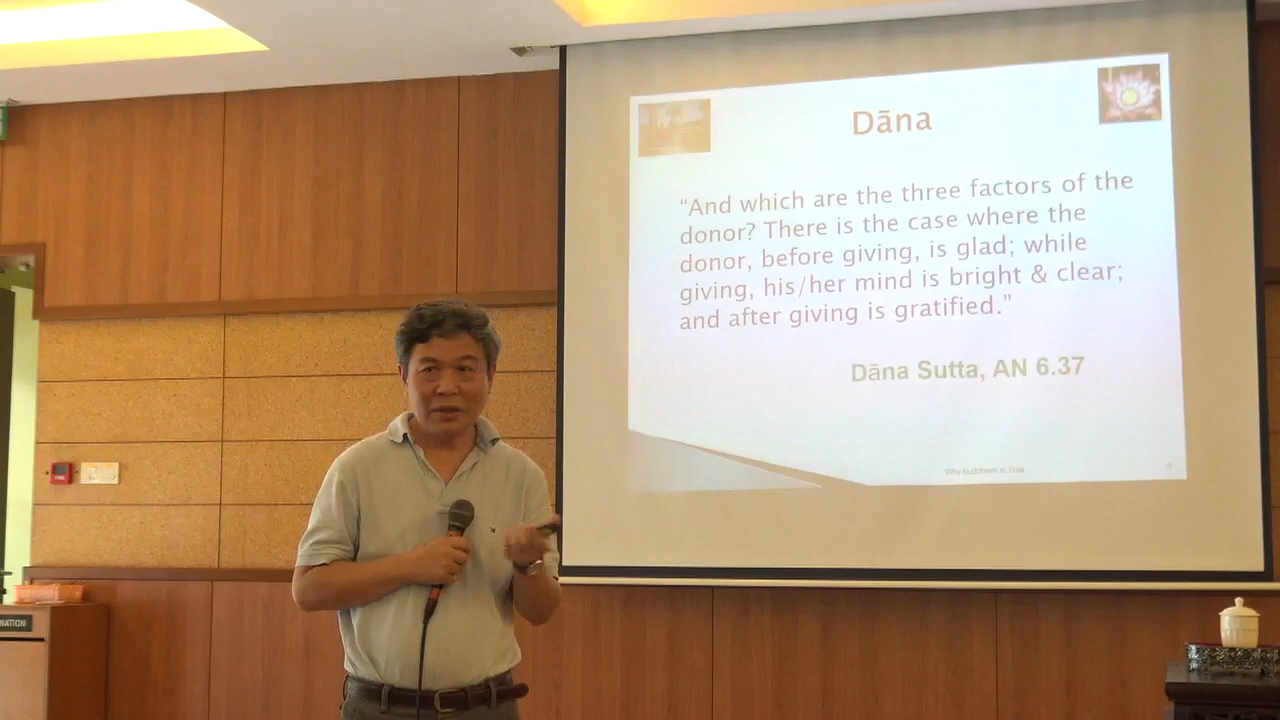 Dāna
“And which are the three factors of the
donor? There is the case where the
donor, before giving, is glad; while
giving, his/her mind is bright & clear;
and after giving is gratified.”
Dāna Sutta, AN 6.37
Why Buddhism is True
NATION